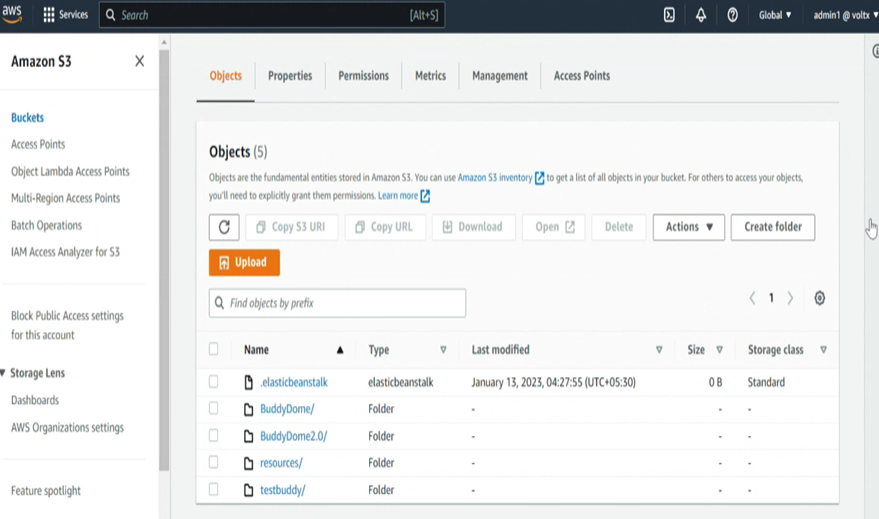 aws Services Search [Alt+S] Global ▼ admin1 @ voltx ▼
Amazon S3 X
Buckets
Access Points
Object Lambda Access Points
Multi-Region Access Points
Batch Operations
IAM Access Analyzer for S3
Block Public Access settings
for this account
▼ Storage Lens
Dashboards
AWS Organizations settings
Feature spotlight
Objects Properties Permissions Metrics Management Access Points
Objects (5)
Objects are the fundamental entities stored in Amazon S3. You can use Amazon S3 inventory to get a list of all objects in your bucket. For others to access your objects,
you'll need to explicitly grant them permissions. Learn more
Copy S3 URI Copy URL Download Open Delete Actions ▼ Create folder
Upload
Find objects by prefix < 1 >
Name ▲ Type Last modified Size Storage class
.elasticbeanstalk elasticbeanstalk January 13, 2023, 04:27:55 (UTC+05:30) 0 B Standard
BuddyDome/ Folder - - -
BuddyDome2.0/ Folder - - -
resources/ Folder - - -
testbuddy/ Folder - - -